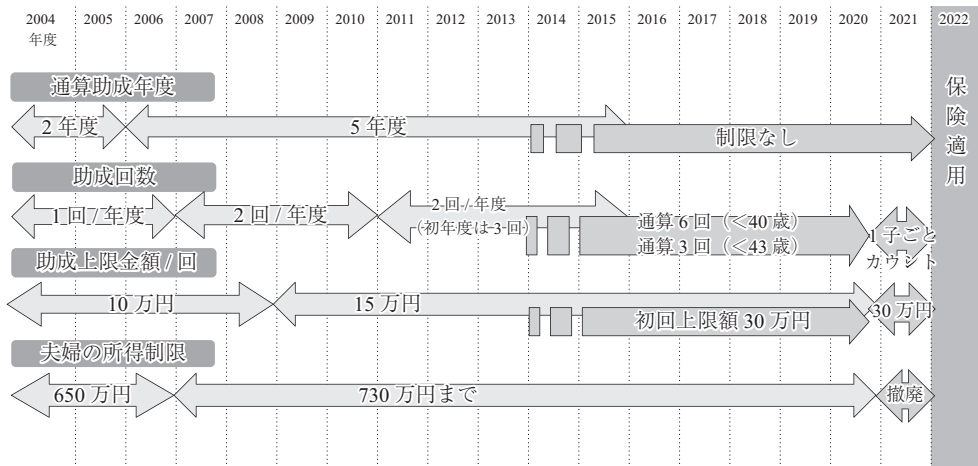 2004 2005 2006 2007 2008 2009 2010 2011 2012 2013 2014 2015 2016 2017 2018 2019 2020 2021 2022
年度
通算助成年度
2 年度 5 年度
制限なし
助成回数
1 回 / 年度 2 回 / 年度
2 回 / 年度
(初年度は 3 回)
通算 6 回（<40 歳）
通算 3 回（<43 歳）
1 子ごと
カウント
助成上限金額 / 回
10 万円 15 万円 30 万円
初回上限額 30 万円
夫婦の所得制限
650 万円 730 万円まで 撤廃
保険適用